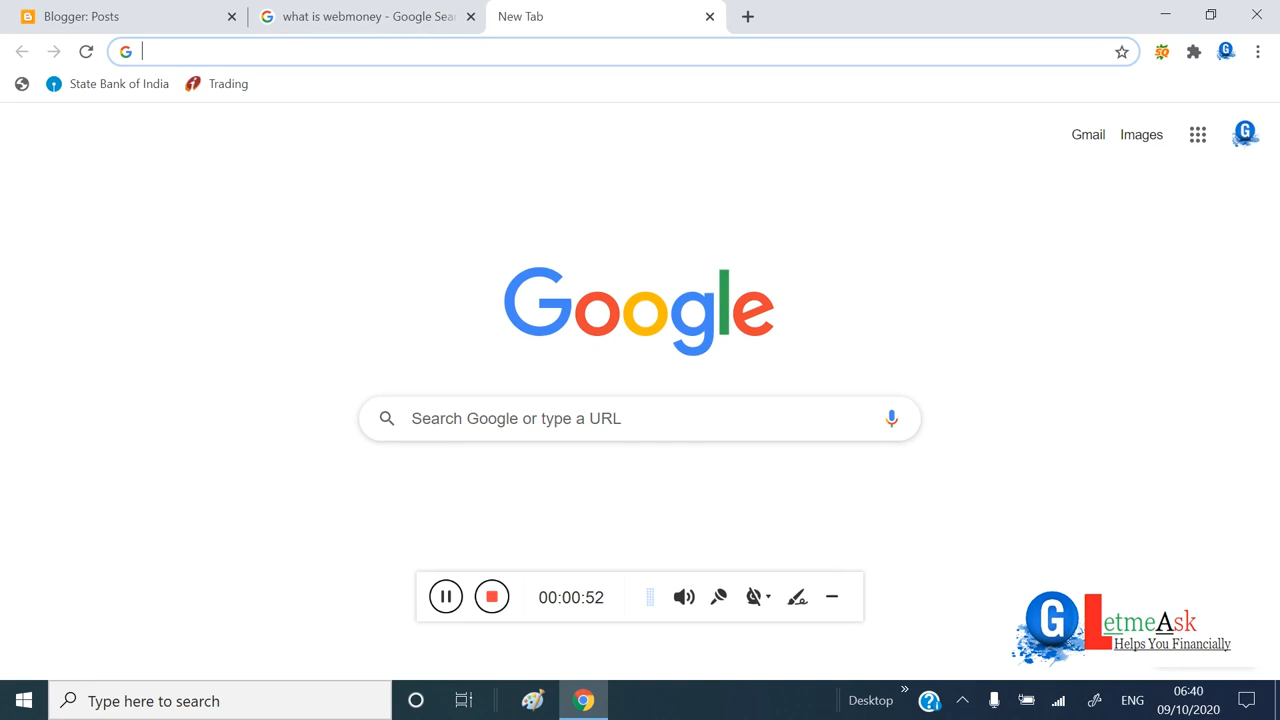 Blogger: Posts
what is webmoney - Google Sea
New Tab
State Bank of India
Trading
Gmail
Images
Google
Search Google or type a URL
00:00:52
G LetmeAsk
Helps You Financially
Type here to search
Desktop
ENG
06:40
09/10/2020